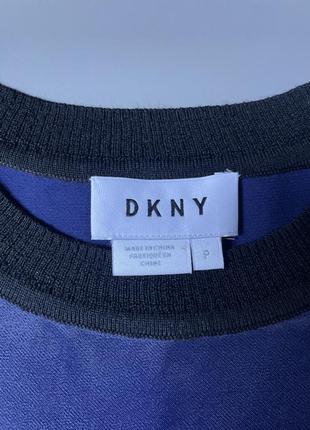 DKNY
MADE IN CHINA
FABRIQUÉ EN
CHINE
P